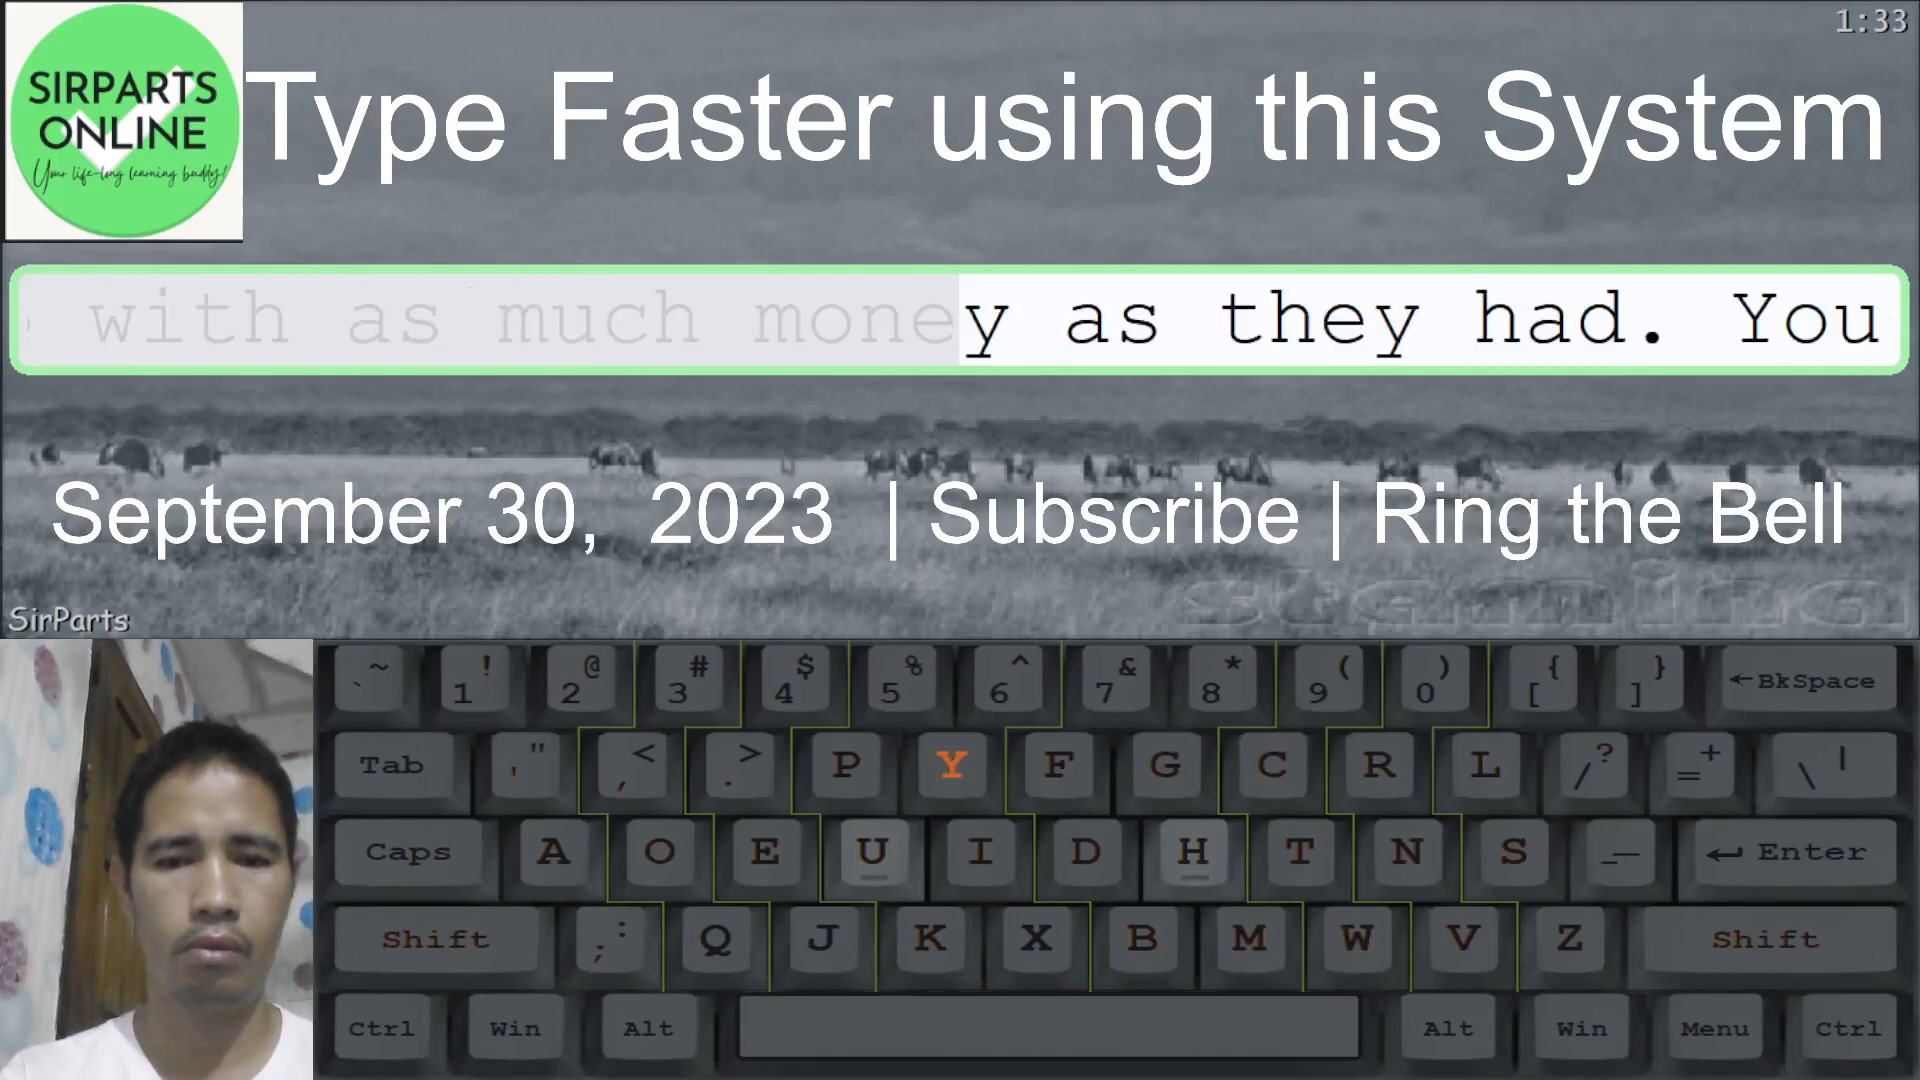 1:33
SIRPARTS
ONLINE
Your life-long learning buddy!
Type Faster using this System
with as much money as they had. You
September 30, 2023 | Subscribe | Ring the Bell
stamina
SirParts
~ ` ! 1 @ 2 # 3 $ 4 % 5 ^ 6 & 7 * 8 ( 9 ) 0 { [ } ] ←BkSpace
Tab " ' < , > . P Y F G C R L ? / + = | \
Caps A O E U I D H T N S _ - Enter
Shift : ; Q J K X B M W V Z Shift
Ctrl Win Alt Alt Win Menu Ctrl